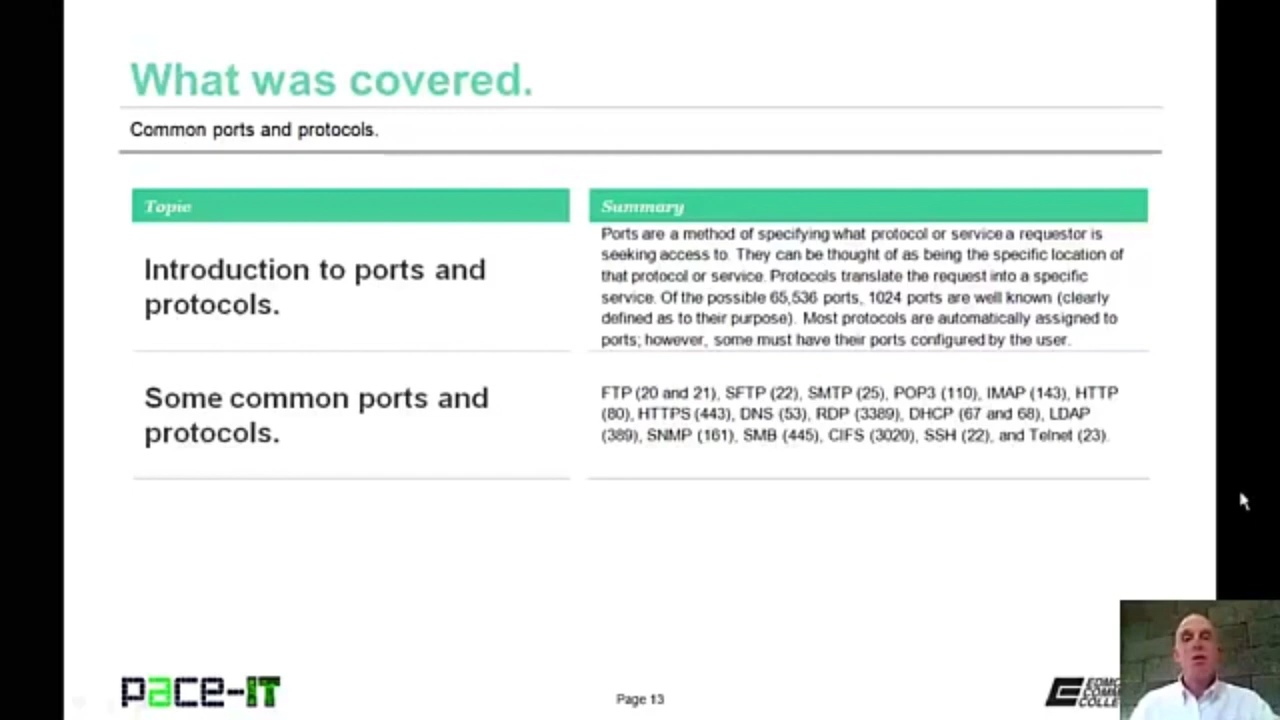 What was covered.
Common ports and protocols.
Topic
Summary
Introduction to ports and
protocols.
Ports are a method of specifying what protocol or service a requestor is
seeking access to. They can be thought of as being the specific location of
that protocol or service. Protocols translate the request into a specific
service. Of the possible 65,536 ports, 1024 ports are well known (clearly
defined as to their purpose). Most protocols are automatically assigned to
ports; however, some must have their ports configured by the user.
Some common ports and
protocols.
FTP (20 and 21), SFTP (22), SMTP (25), POP3 (110), IMAP (143), HTTP
(80), HTTPS (443), DNS (53), RDP (3389), DHCP (67 and 68), LDAP
(389), SNMP (161), SMB (445), CIFS (3020), SSH (22), and Telnet (23).
pace-IT
Page 13